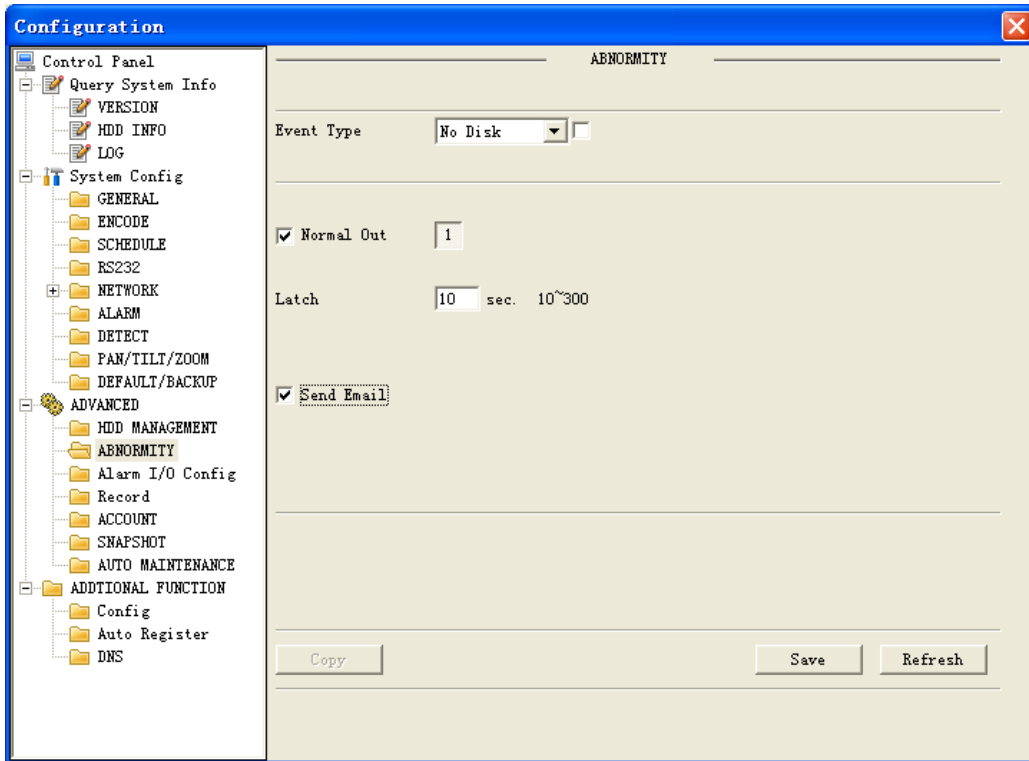 Configuration
Control Panel
Query System Info
VERSION
HDD INFO
LOG
System Config
GENERAL
ENCODE
SCHEDULE
RS232
NETWORK
ALARM
DETECT
PAN/TILT/ZOOM
DEFAULT/BACKUP
ADVANCED
HDD MANAGEMENT
ABNORMITY
Alarm I/O Config
Record
ACCOUNT
SNAPSHOT
AUTO MAINTENANCE
ADDTIONAL FUNCTION
Config
Auto Register
DNS
ABNORMITY
Event Type No Disk
Normal Out 1
Latch 10 sec. 10~300
Send Email
Copy Save Refresh